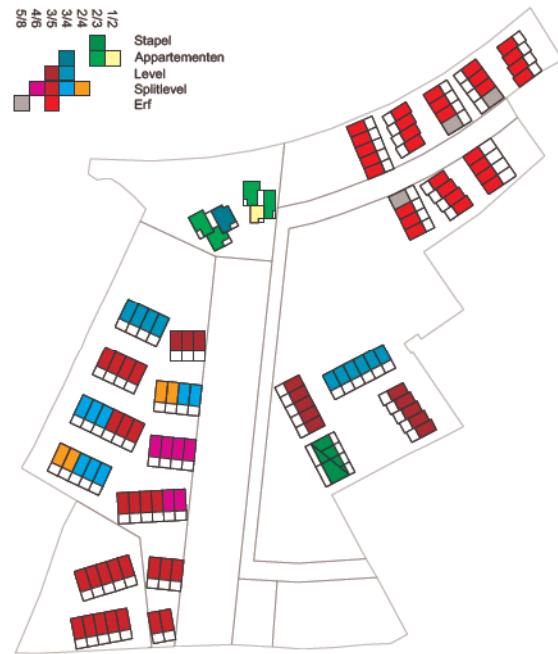 5/8
4/6
3/5
3/4
2/4
2/3
1/2
Stapel
Appartementen
Level
Splitlevel
Erf